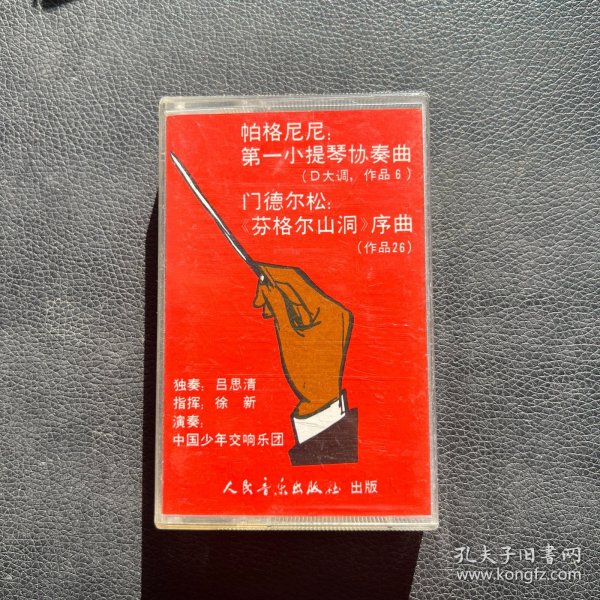 帕格尼尼:
第一小提琴协奏曲
(D大调, 作品6)
门德尔松:
《芬格尔山洞》序曲
(作品26)
独奏: 吕思清
指挥: 徐 新
演奏:
中国少年交响乐团
人民音乐出版社 出版
孔夫子旧书网
www.kongfz.com